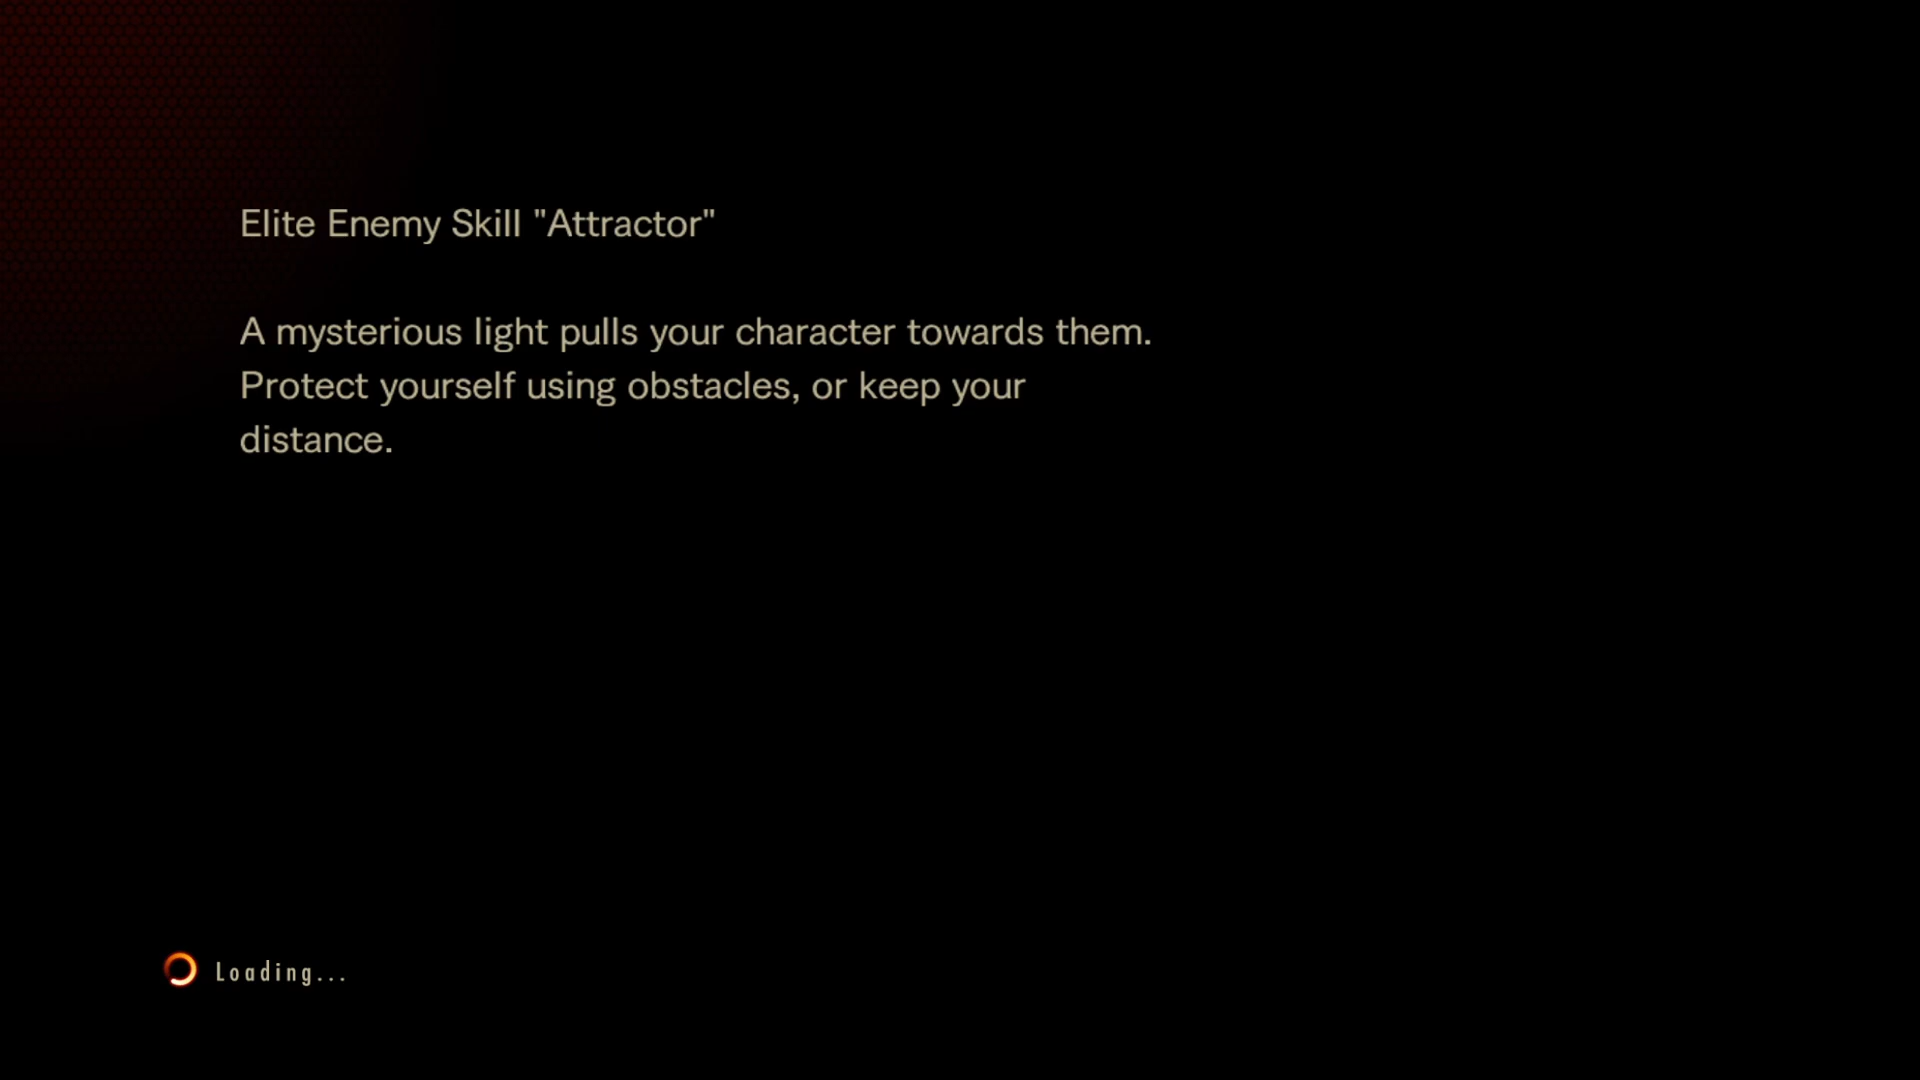 Elite Enemy Skill "Attractor"
A mysterious light pulls your character towards them.
Protect yourself using obstacles, or keep your
distance.
Loading...